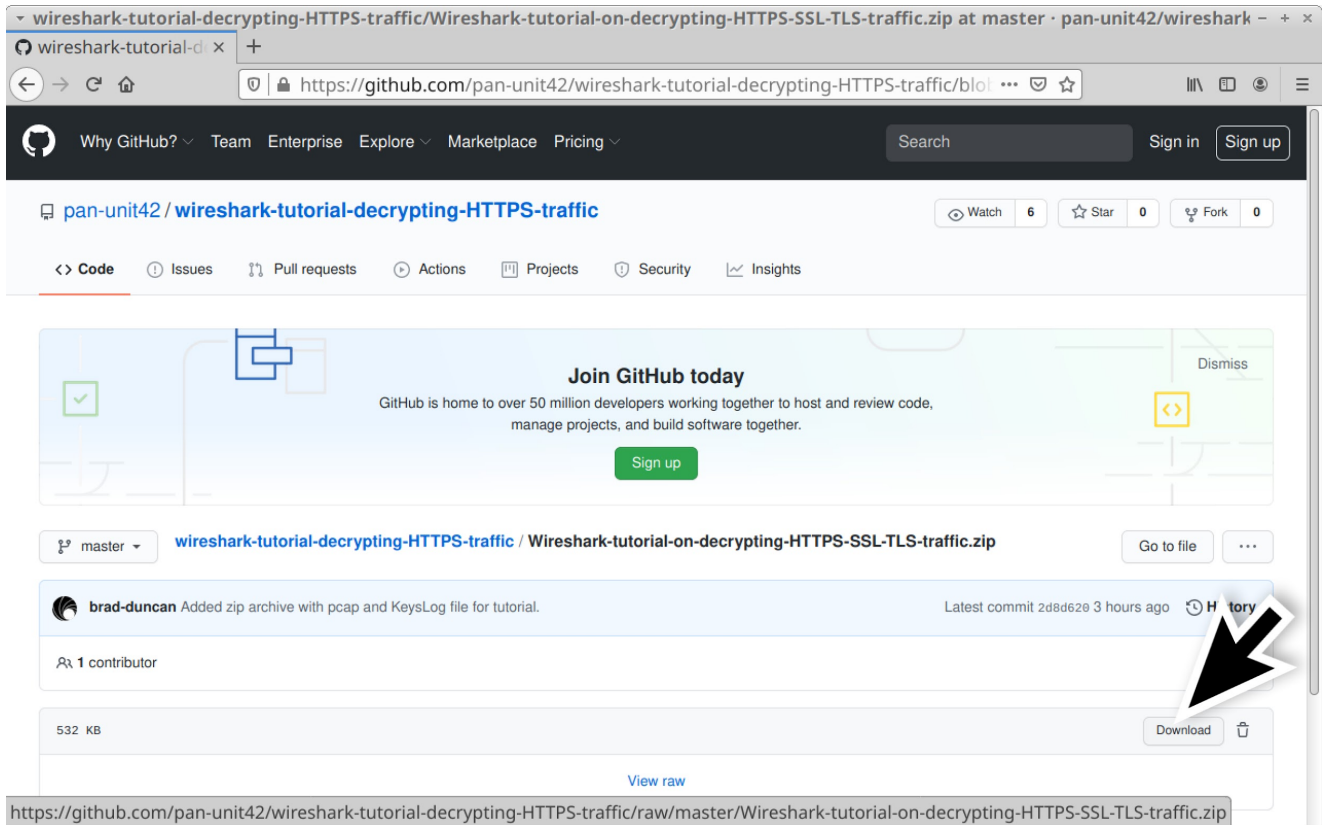 wireshark-tutorial-decrypting-HTTPS-traffic/Wireshark-tutorial-on-decrypting-HTTPS-SSL-TLS-traffic.zip at master · pan-unit42/wireshark
wireshark-tutorial-d
https://github.com/pan-unit42/wireshark-tutorial-decrypting-HTTPS-traffic/blo
Why GitHub? Team Enterprise Explore Marketplace Pricing Search Sign in Sign up
pan-unit42 / wireshark-tutorial-decrypting-HTTPS-traffic Watch 6 Star 0 Fork 0
Code Issues Pull requests Actions Projects Security Insights
Dismiss
Join GitHub today
GitHub is home to over 50 million developers working together to host and review code,
manage projects, and build software together.
Sign up
master wireshark-tutorial-decrypting-HTTPS-traffic / Wireshark-tutorial-on-decrypting-HTTPS-SSL-TLS-traffic.zip Go to file ...
brad-duncan Added zip archive with pcap and KeysLog file for tutorial. Latest commit 2d8d620 3 hours ago
1 contributor
532 KB Download
View raw
https://github.com/pan-unit42/wireshark-tutorial-decrypting-HTTPS-traffic/raw/master/Wireshark-tutorial-on-decrypting-HTTPS-SSL-TLS-traffic.zip